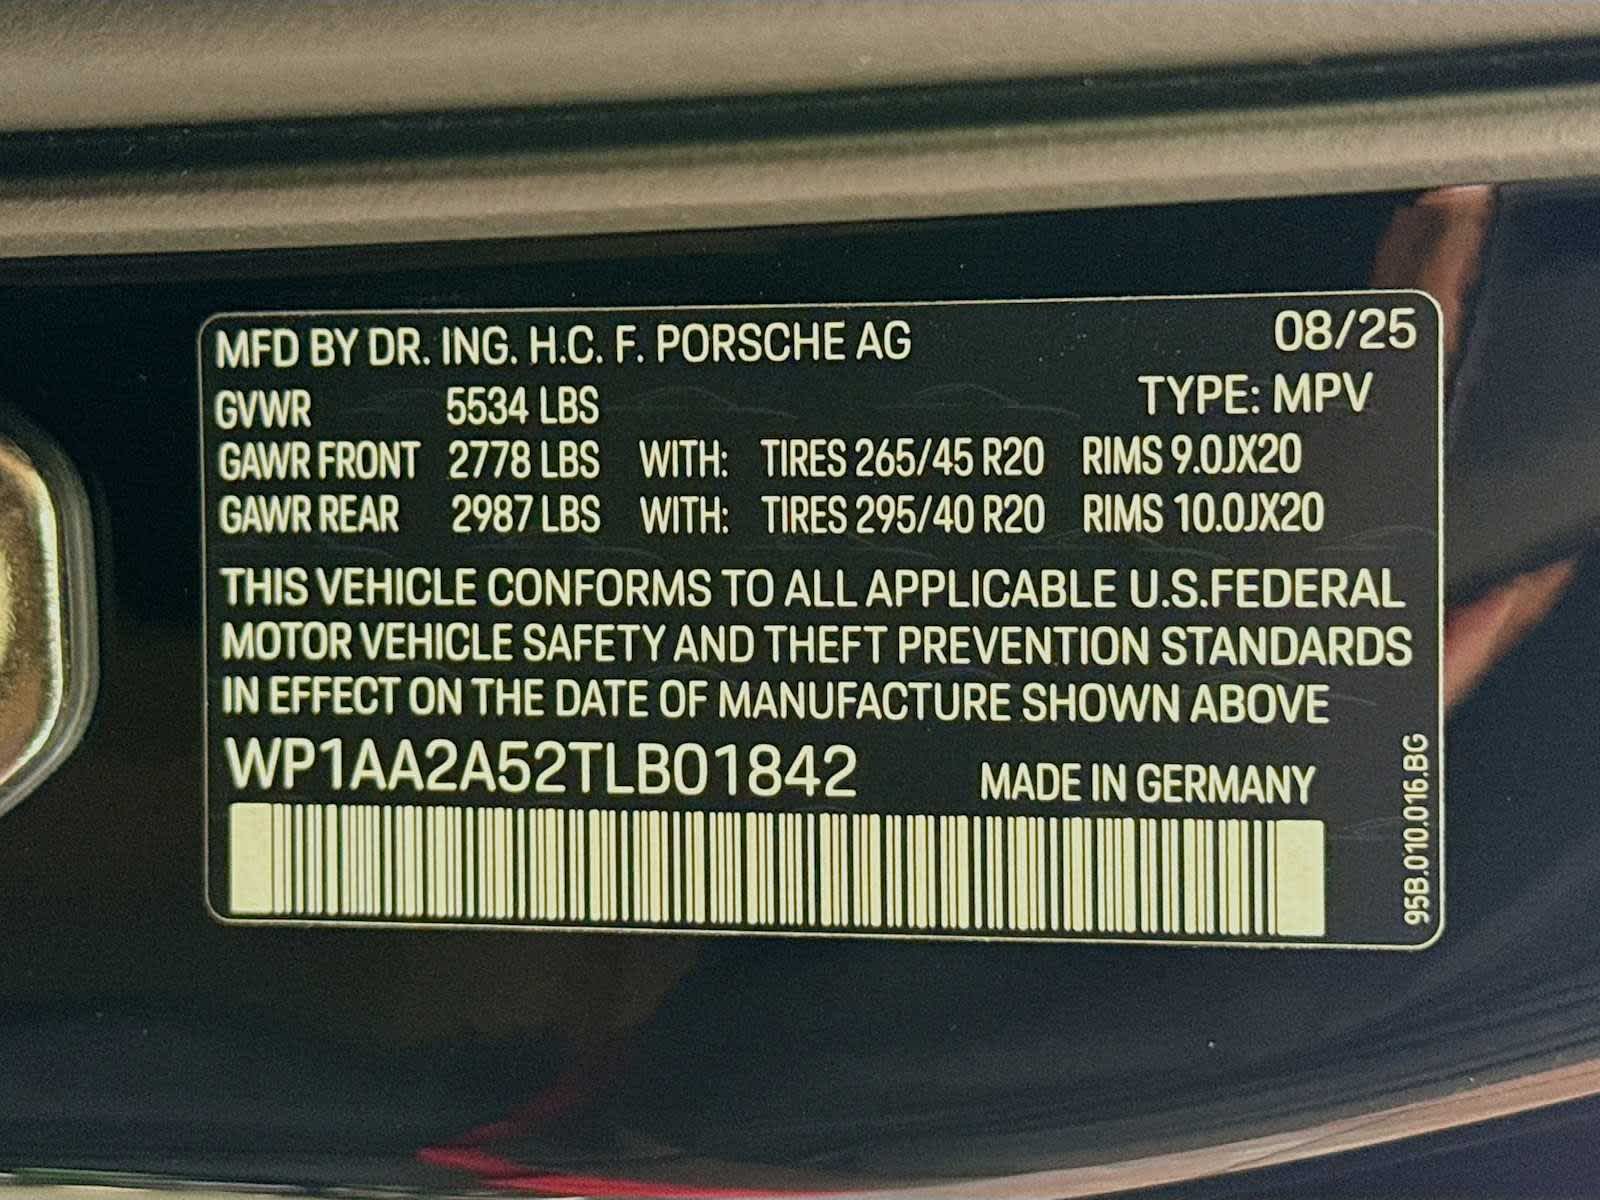 MFD BY DR. ING. H.C. F. PORSCHE AG 08/25
GVWR 5534 LBS TYPE: MPV
GAWR FRONT 2778 LBS WITH: TIRES 265/45 R20 RIMS 9.0JX20
GAWR REAR 2987 LBS WITH: TIRES 295/40 R20 RIMS 10.0JX20
THIS VEHICLE CONFORMS TO ALL APPLICABLE U.S.FEDERAL
MOTOR VEHICLE SAFETY AND THEFT PREVENTION STANDARDS
IN EFFECT ON THE DATE OF MANUFACTURE SHOWN ABOVE
WP1AA2A52TLB01842 MADE IN GERMANY
95B.010.016.BG